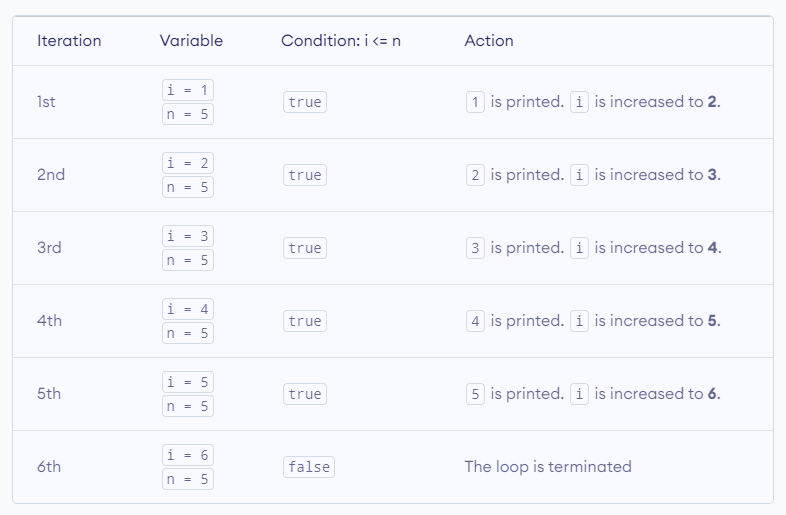 Iteration Variable Condition: i <= n Action
1st i = 1 n = 5 true 1 is printed. i is increased to 2.
2nd i = 2 n = 5 true 2 is printed. i is increased to 3.
3rd i = 3 n = 5 true 3 is printed. i is increased to 4.
4th i = 4 n = 5 true 4 is printed. i is increased to 5.
5th i = 5 n = 5 true 5 is printed. i is increased to 6.
6th i = 6 n = 5 false The loop is terminated